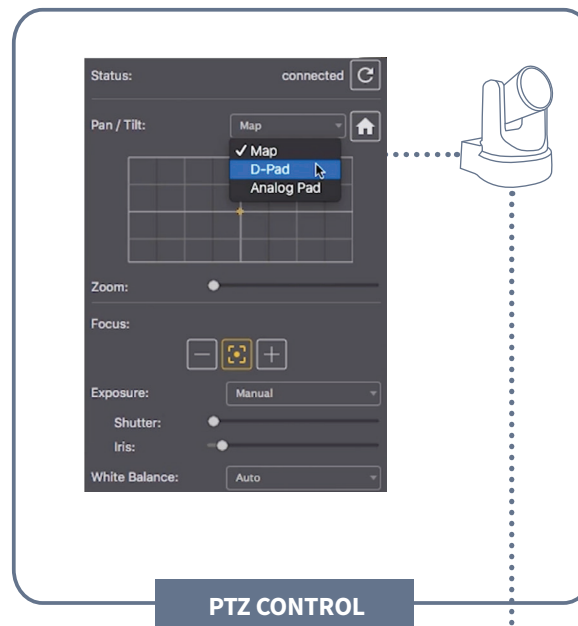 Status: connected
Pan / Tilt: Map
✓ Map
D-Pad
Analog Pad
Zoom:
Focus:
Exposure: Manual
Shutter:
Iris:
White Balance: Auto
PTZ CONTROL